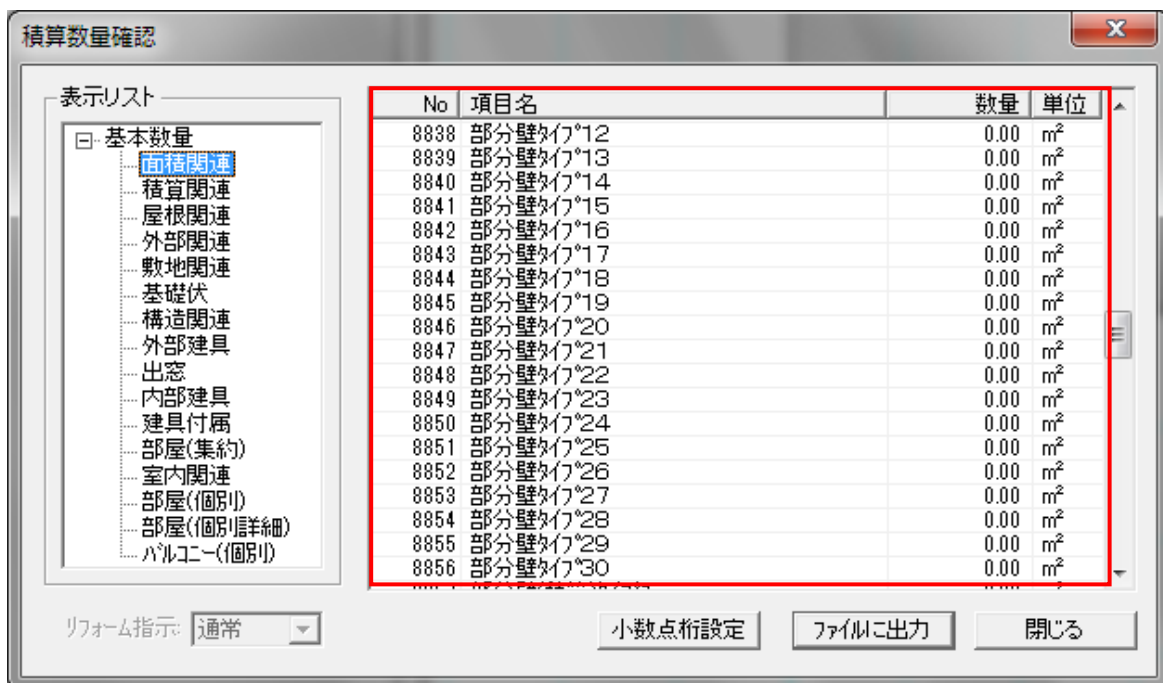 積算数量確認
表示リスト
基本数量
面積関連
積算関連
屋根関連
外部関連
敷地関連
基礎伏
構造関連
外部建具
出窓
内部建具
建具付属
部屋(集約)
室内関連
部屋(個別)
部屋(個別詳細)
ﾊﾞﾙｺﾆｰ(個別)
No 項目名 数量 単位
8838 部分壁ﾀｲﾌﾟ12 0.00 m²
8839 部分壁ﾀｲﾌﾟ13 0.00 m²
8840 部分壁ﾀｲﾌﾟ14 0.00 m²
8841 部分壁ﾀｲﾌﾟ15 0.00 m²
8842 部分壁ﾀｲﾌﾟ16 0.00 m²
8843 部分壁ﾀｲﾌﾟ17 0.00 m²
8844 部分壁ﾀｲﾌﾟ18 0.00 m²
8845 部分壁ﾀｲﾌﾟ19 0.00 m²
8846 部分壁ﾀｲﾌﾟ20 0.00 m²
8847 部分壁ﾀｲﾌﾟ21 0.00 m²
8848 部分壁ﾀｲﾌﾟ22 0.00 m²
8849 部分壁ﾀｲﾌﾟ23 0.00 m²
8850 部分壁ﾀｲﾌﾟ24 0.00 m²
8851 部分壁ﾀｲﾌﾟ25 0.00 m²
8852 部分壁ﾀｲﾌﾟ26 0.00 m²
8853 部分壁ﾀｲﾌﾟ27 0.00 m²
8854 部分壁ﾀｲﾌﾟ28 0.00 m²
8855 部分壁ﾀｲﾌﾟ29 0.00 m²
8856 部分壁ﾀｲﾌﾟ30 0.00 m²
ﾘﾌｫｰﾑ指示: 通常
小数点桁設定
ﾌｧｲﾙに出力
閉じる